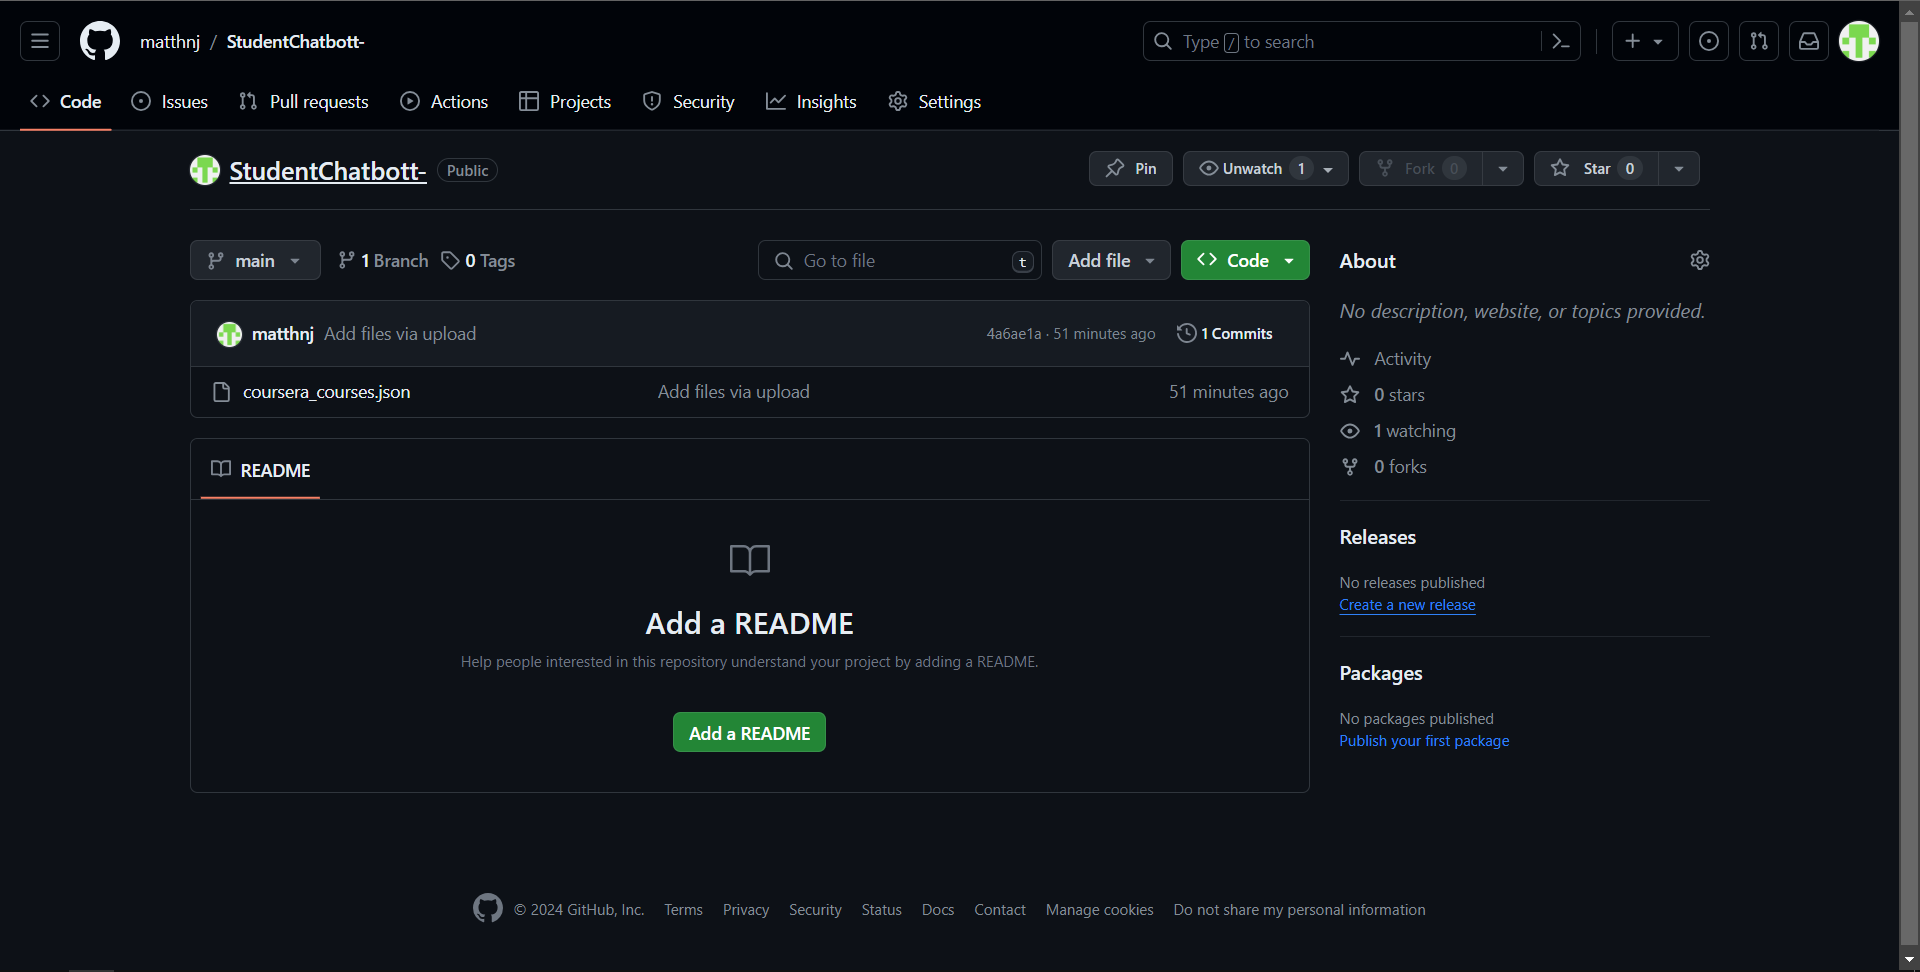 matthnj / StudentChatbott-
Type / to search
Code Issues Pull requests Actions Projects Security Insights Settings
StudentChatbott- Public
Pin Unwatch 1 Fork 0 Star 0
main 1 Branch 0 Tags
Go to file t Add file Code
matthnj Add files via upload 4a6ae1a · 51 minutes ago 1 Commits
coursera_courses.json Add files via upload 51 minutes ago
README
Add a README
Help people interested in this repository understand your project by adding a README.
Add a README
About
No description, website, or topics provided.
Activity
0 stars
1 watching
0 forks
Releases
No releases published
Create a new release
Packages
No packages published
Publish your first package
© 2024 GitHub, Inc. Terms Privacy Security Status Docs Contact Manage cookies Do not share my personal information